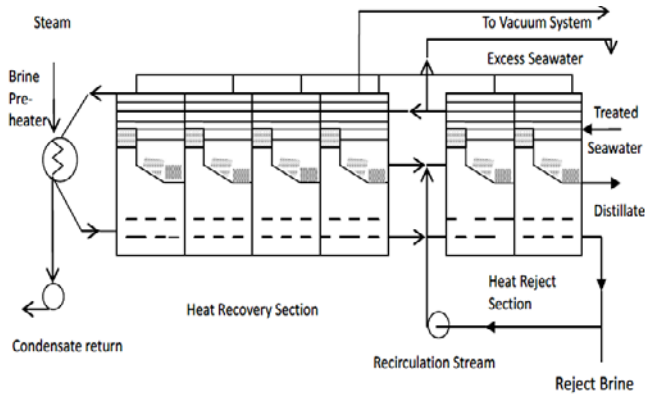 To Vacuum System
Steam
Excess Seawater
Brine
Pre-
heater
Treated
Seawater
Distillate
Heat Reject
Section
Heat Recovery Section
Condensate return
Recirculation Stream
Reject Brine